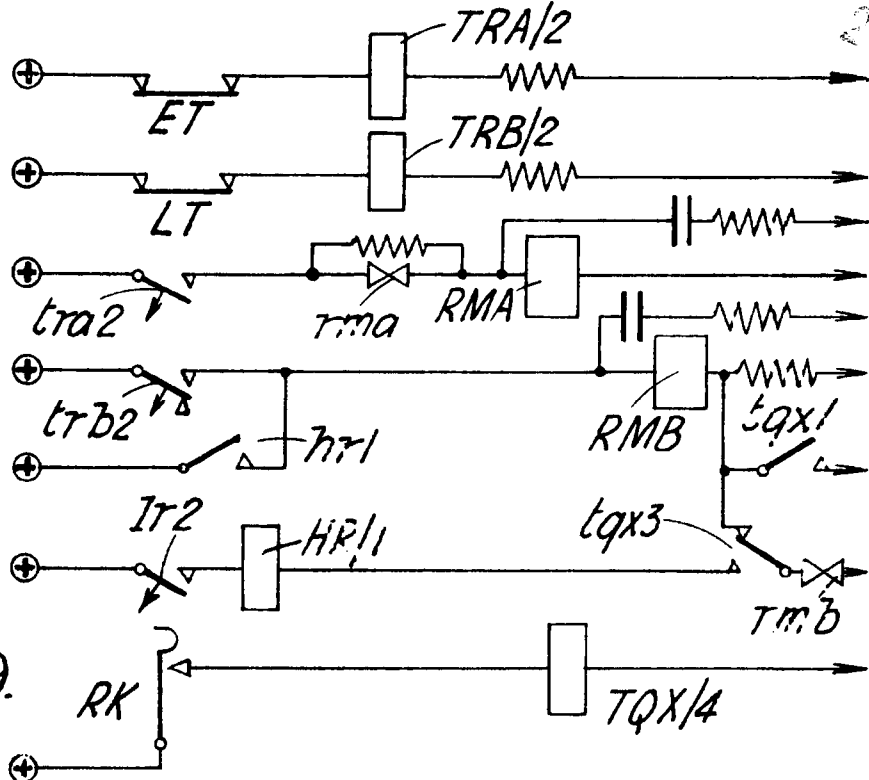 TRA/2
ET
TRB/2
LT
tra2
rma
RMA
trb2
hr1
RMB
tqx1
Ir2
HR/1
tqx3
rmb
RK
TQX/4